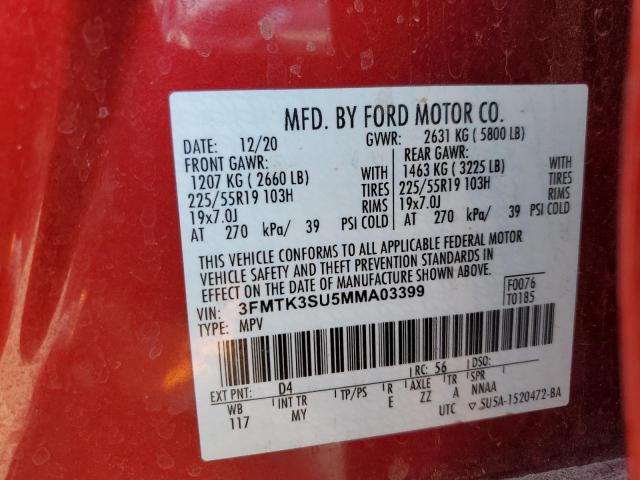 MFD. BY FORD MOTOR CO.
DATE: 12/20 GVWR: 2631 KG ( 5800 LB)
FRONT GAWR: REAR GAWR:
1207 KG ( 2660 LB) WITH 1463 KG ( 3225 LB) WITH
225/55R19 103H TIRES 225/55R19 103H TIRES
19x7.0J RIMS 19x7.0J RIMS
AT 270 kPa/ 39 PSI COLD AT 270 kPa/ 39 PSI COLD
THIS VEHICLE CONFORMS TO ALL APPLICABLE FEDERAL MOTOR
VEHICLE SAFETY AND THEFT PREVENTION STANDARDS IN
EFFECT ON THE DATE OF MANUFACTURE SHOWN ABOVE.
VIN: 3FMTK3SU5MMA03399 F0076
TYPE: MPV T0185
EXT PNT: D4 RC: 56 DSO:
WB INT TR TP/PS R AXLE TR SPR
117 MY E ZZ A NNAA
UTC ▽5U5A-1520472-BA